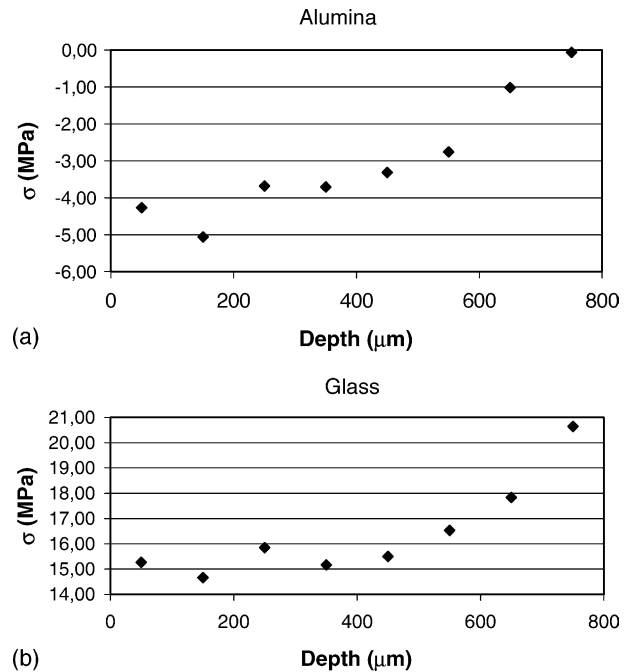 Alumina
0,00
-1,00
-2,00
-3,00
-4,00
-5,00
-6,00
σ (MPa)
0 200 400 600 800
Depth (μm)
(a)
Glass
21,00
20,00
19,00
18,00
17,00
16,00
15,00
14,00
σ (MPa)
0 200 400 600 800
Depth (μm)
(b)